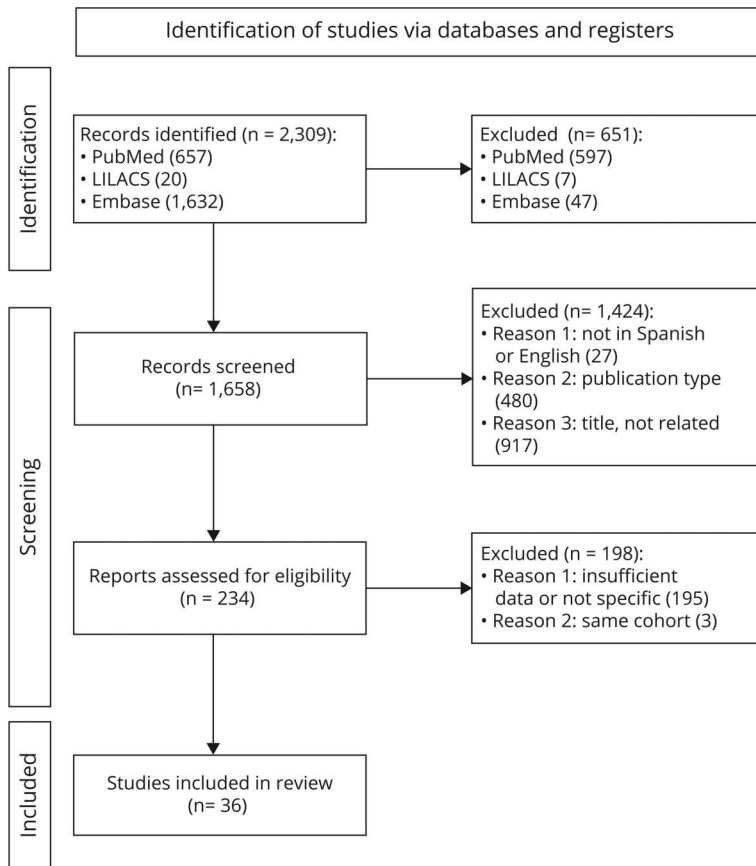 Identification of studies via databases and registers
Identification
Records identified (n = 2,309):
• PubMed (657)
• LILACS (20)
• Embase (1,632)
Excluded (n= 651):
• PubMed (597)
• LILACS (7)
• Embase (47)
Screening
Records screened
(n= 1,658)
Excluded (n= 1,424):
• Reason 1: not in Spanish
or English (27)
• Reason 2: publication type
(480)
• Reason 3: title, not related
(917)
Reports assessed for eligibility
(n = 234)
Excluded (n = 198):
• Reason 1: insufficient
data or not specific (195)
• Reason 2: same cohort (3)
Included
Studies included in review
(n= 36)